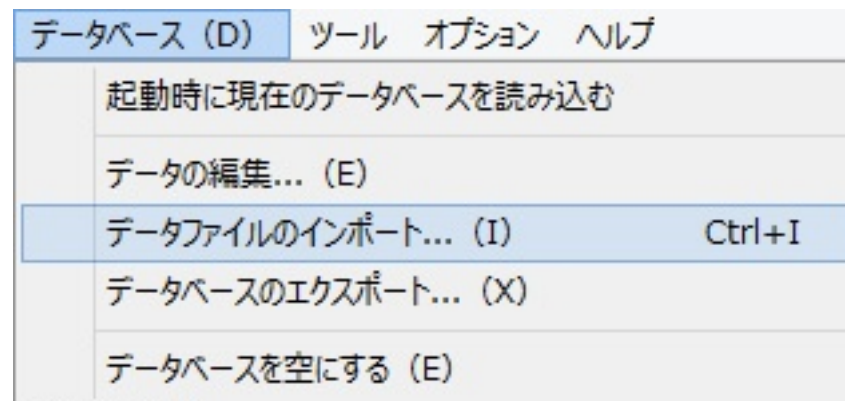 データベース（D） ツール オプション ヘルプ
起動時に現在のデータベースを読み込む
データの編集...（E）
データファイルのインポート...（I） Ctrl+I
データベースのエクスポート...（X）
データベースを空にする（E）